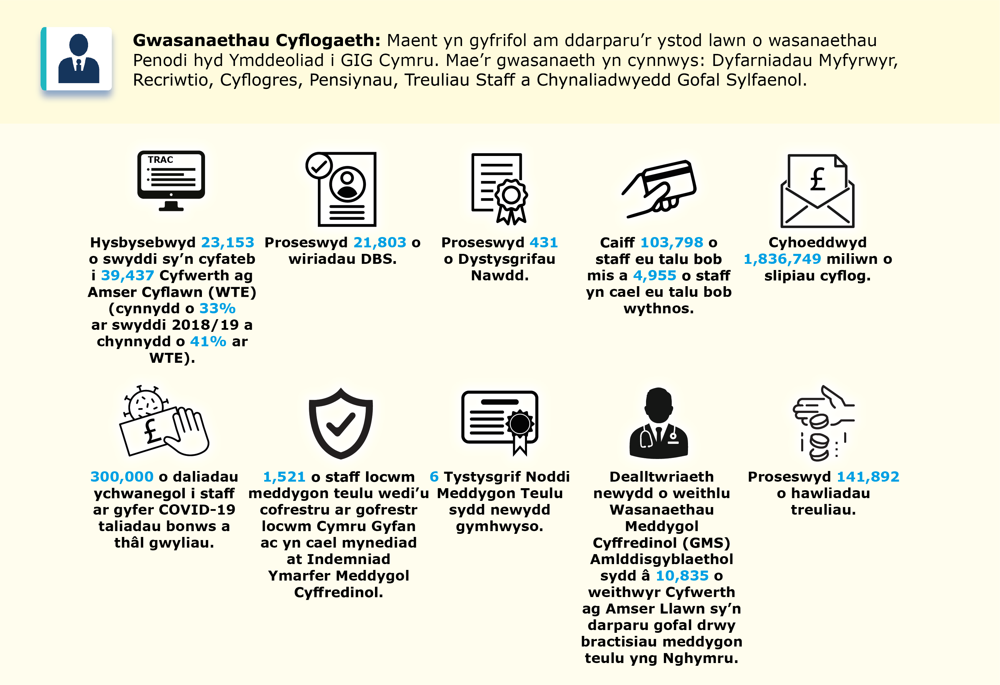 Gwasanaethau Cyflogaeth: Maent yn gyfrifol am ddarparu’r ystod lawn o wasanaethau
Penodi hyd Ymddeoliad i GIG Cymru. Mae’r gwasanaeth yn cynnwys: Dyfarniadau Myfyrwyr,
Recriwtio, Cyflogres, Pensiynau, Treuliau Staff a Chynaliadwyedd Gofal Sylfaenol.
TRAC
Hysbysebwyd 23,153
o swyddi sy’n cyfateb
i 39,437 Cyfwerth ag
Amser Cyflawn (WTE)
(cynnydd o 33%
ar swyddi 2018/19 a
chynnydd o 41% ar
WTE).
Proseswyd 21,803 o
wiriadau DBS.
Proseswyd 431
o Dystysgrifau
Nawdd.
Caiff 103,798 o
staff eu talu bob
mis a 4,955 o staff
yn cael eu talu bob
wythnos.
£
Cyhoeddwyd
1,836,749 miliwn o
slipiau cyflog.
£
300,000 o daliadau
ychwanegol i staff
ar gyfer COVID-19
taliadau bonws a
thâl gwyliau.
1,521 o staff locwm
meddygon teulu wedi’u
cofrestru ar gofrestr
locwm Cymru Gyfan
ac yn cael mynediad
at Indemniad
Ymarfer Meddygol
Cyffredinol.
6 Tystysgrif Noddi
Meddygon Teulu
sydd newydd
gymhwyso.
Dealltwriaeth
newydd o weithlu
Wasanaethau
Meddygol
Cyffredinol (GMS)
Amlddisgyblaethol
sydd â 10,835 o
weithwyr Cyfwerth
ag Amser Llawn sy’n
darparu gofal drwy
bractisiau meddygon
teulu yng Nghymru.
Proseswyd 141,892
o hawliadau
treuliau.